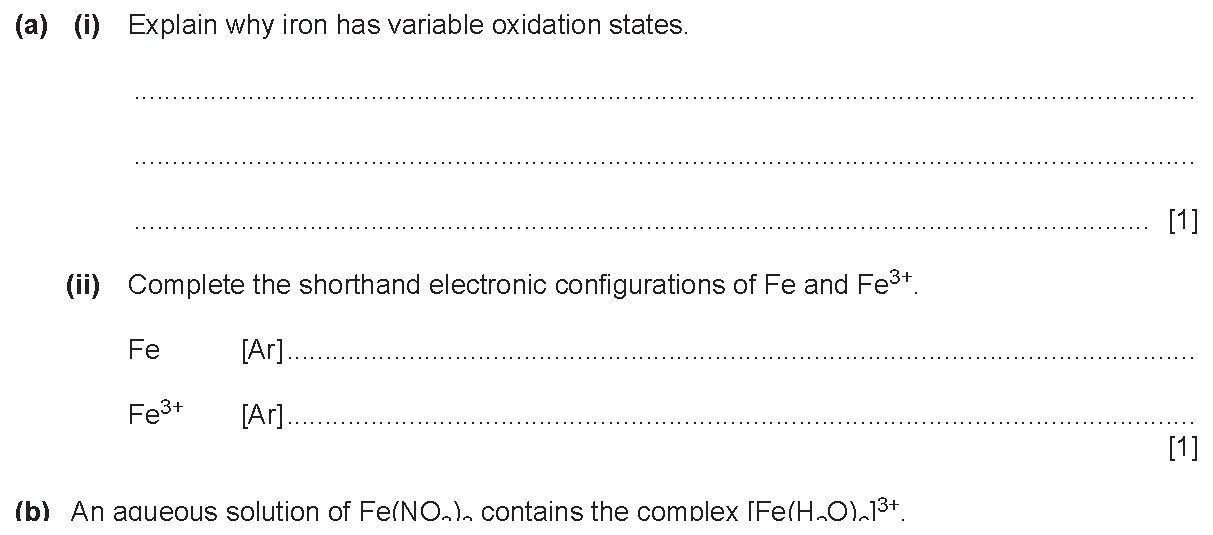 (a) (i) Explain why iron has variable oxidation states.
..........................................................................................................................................
..........................................................................................................................................
.................................................................................................................................... [1]
(ii) Complete the shorthand electronic configurations of Fe and Fe³⁺.
Fe [Ar]......................................................................................................................
Fe³⁺ [Ar]......................................................................................................................
[1]
(b) An aqueous solution of Fe(NO₃)₃ contains the complex [Fe(H₂O)₆]³⁺.